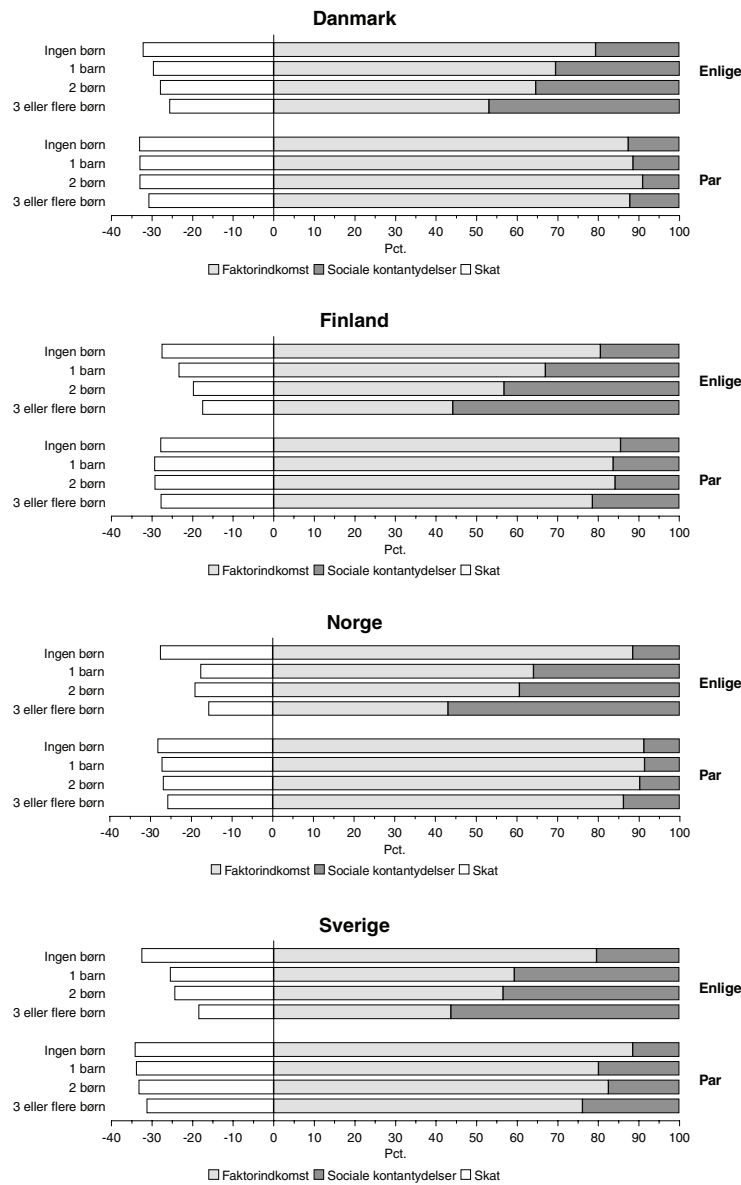 Danmark
Ingen børn
1 barn
2 børn
3 eller flere børn
Enlige
Ingen børn
1 barn
2 børn
3 eller flere børn
Par
-40 -30 -20 -10 0 10 20 30 40 50 60 70 80 90 100
Pct.
Faktorindkomst Sociale kontantydelser Skat
Finland
Ingen børn
1 barn
2 børn
3 eller flere børn
Enlige
Ingen børn
1 barn
2 børn
3 eller flere børn
Par
-40 -30 -20 -10 0 10 20 30 40 50 60 70 80 90 100
Pct.
Faktorindkomst Sociale kontantydelser Skat
Norge
Ingen børn
1 barn
2 børn
3 eller flere børn
Enlige
Ingen børn
1 barn
2 børn
3 eller flere børn
Par
-40 -30 -20 -10 0 10 20 30 40 50 60 70 80 90 100
Pct.
Faktorindkomst Sociale kontantydelser Skat
Sverige
Ingen børn
1 barn
2 børn
3 eller flere børn
Enlige
Ingen børn
1 barn
2 børn
3 eller flere børn
Par
-40 -30 -20 -10 0 10 20 30 40 50 60 70 80 90 100
Pct.
Faktorindkomst Sociale kontantydelser Skat